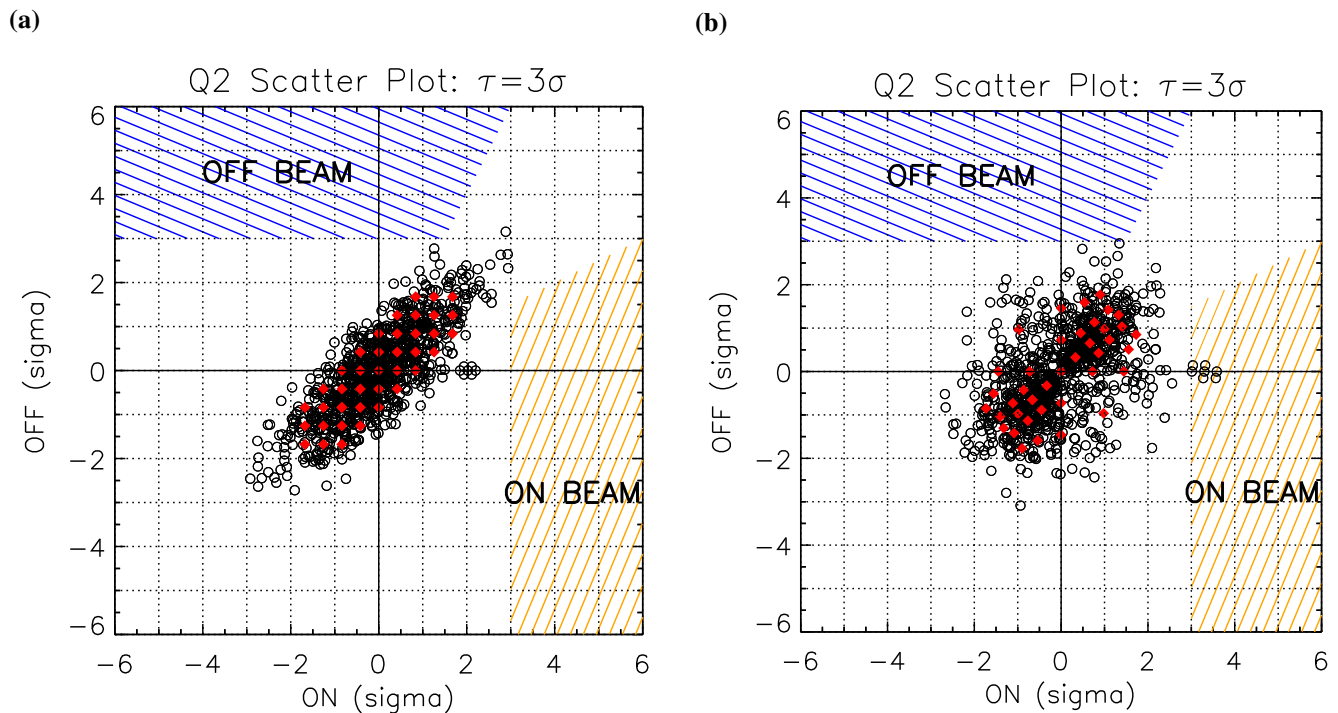 (a)
Q2 Scatter Plot: τ=3σ
6
4
2
0
−2
−4
−6
OFF (sigma)
OFF BEAM
ON BEAM
−6 −4 −2 0 2 4 6
ON (sigma)
(b)
Q2 Scatter Plot: τ=3σ
6
4
2
0
−2
−4
−6
OFF (sigma)
OFF BEAM
ON BEAM
−6 −4 −2 0 2 4 6
ON (sigma)